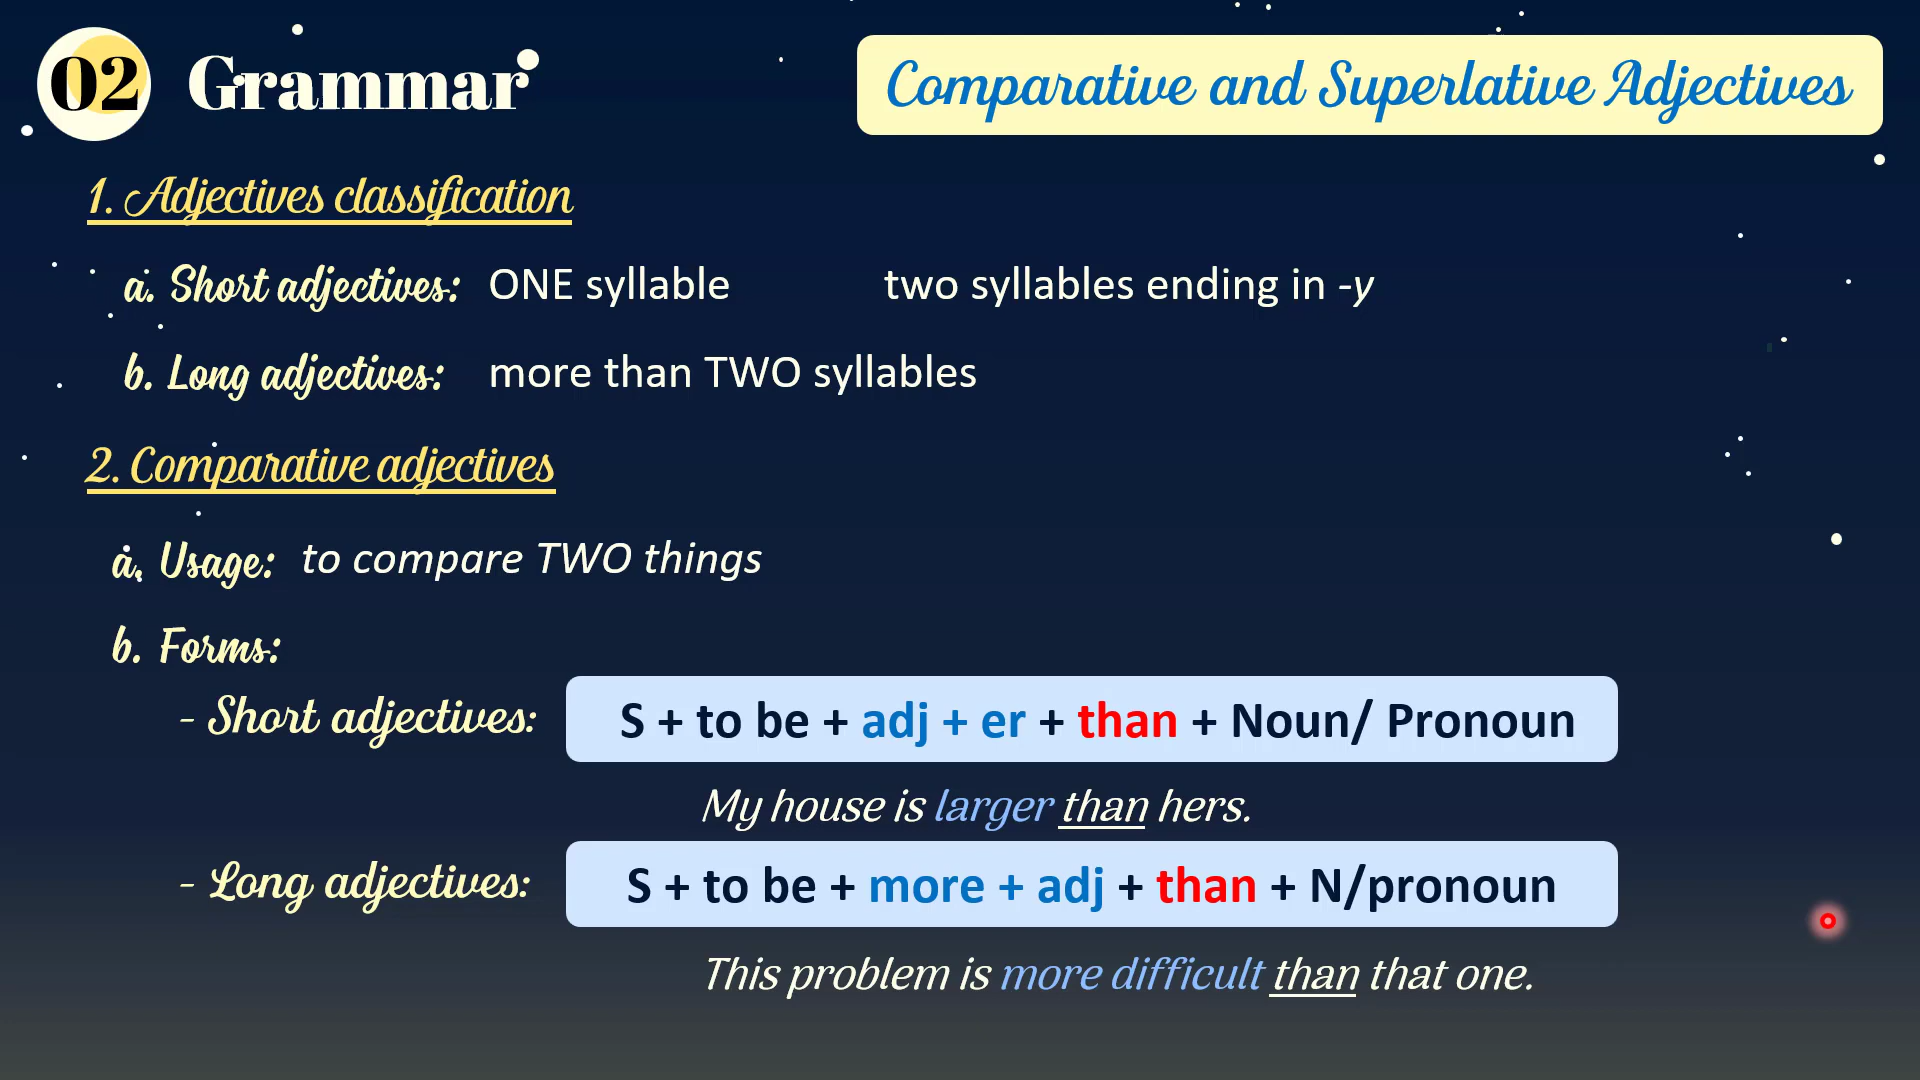 02 Grammar
Comparative and Superlative Adjectives
1. Adjectives classification
a. Short adjectives: ONE syllable two syllables ending in -y
b. Long adjectives: more than TWO syllables
2. Comparative adjectives
a. Usage: to compare TWO things
b. Forms:
- Short adjectives: S + to be + adj + er + than + Noun/ Pronoun
My house is larger than hers.
- Long adjectives: S + to be + more + adj + than + N/pronoun
This problem is more difficult than that one.